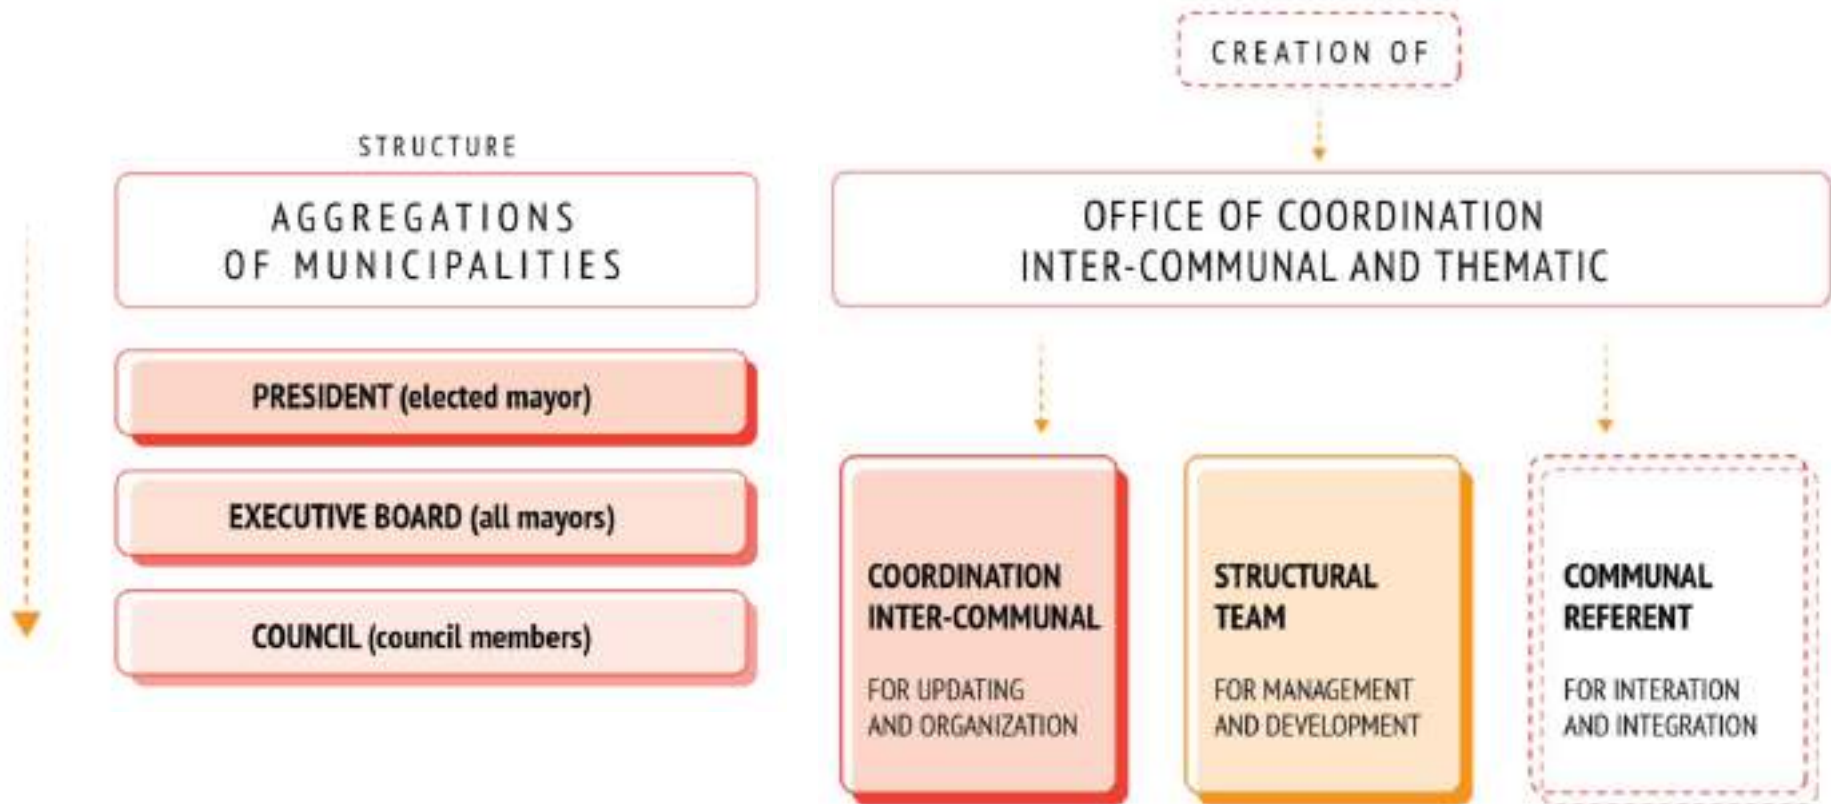 CREATION OF
STRUCTURE
AGGREGATIONS
OF MUNICIPALITIES
OFFICE OF COORDINATION
INTER-COMMUNAL AND THEMATIC
PRESIDENT (elected mayor)
EXECUTIVE BOARD (all mayors)
COUNCIL (council members)
COORDINATION
INTER-COMMUNAL
FOR UPDATING
AND ORGANIZATION
STRUCTURAL
TEAM
FOR MANAGEMENT
AND DEVELOPMENT
COMMUNAL
REFERENT
FOR INTERATION
AND INTEGRATION